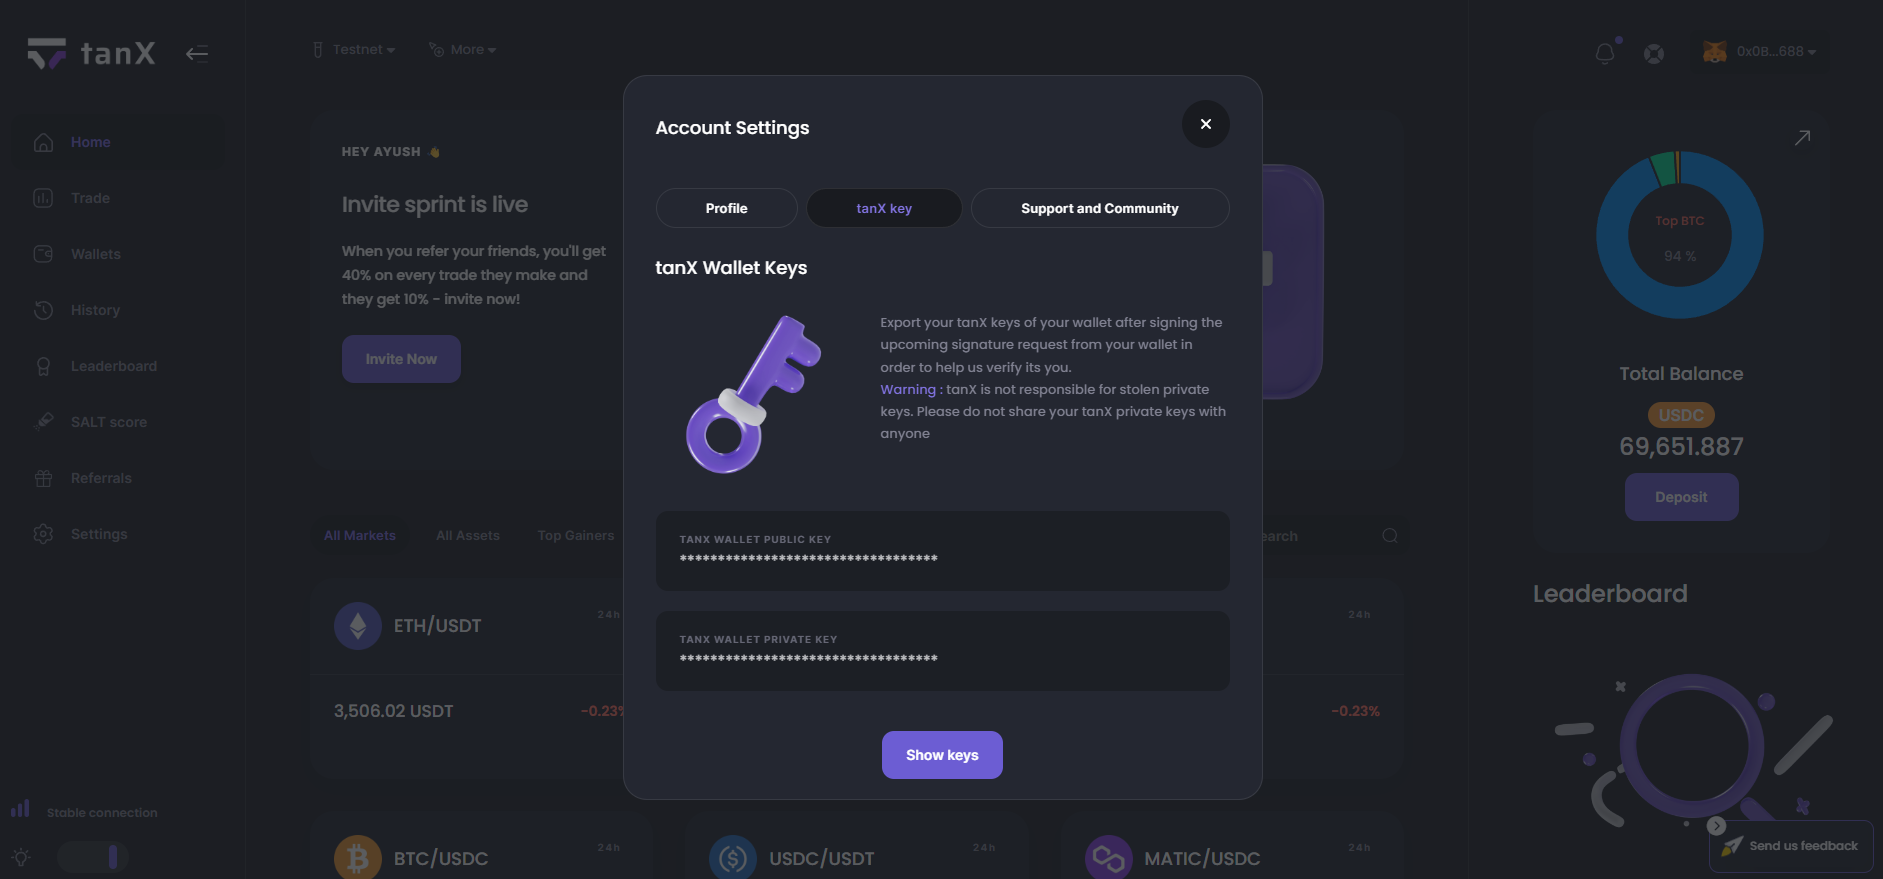 tanX
Testnet
More
0x0B...688
Home
Trade
Wallets
History
Leaderboard
SALT score
Referrals
Settings
Stable connection
HEY AYUSH 👋
Invite sprint is live
When you refer your friends, you'll get
40% on every trade they make and
they get 10% - invite now!
Invite Now
All Markets
All Assets
Top Gainers
earch
ETH/USDT
24h
3,506.02 USDT
-0.23%
24h
-0.23%
BTC/USDC
24h
USDC/USDT
24h
MATIC/USDC
24h
Account Settings
Profile
tanX key
Support and Community
tanX Wallet Keys
Export your tanX keys of your wallet after signing the
upcoming signature request from your wallet in
order to help us verify its you.
Warning : tanX is not responsible for stolen private
keys. Please do not share your tanX private keys with
anyone
TANX WALLET PUBLIC KEY
**********************************
TANX WALLET PRIVATE KEY
**********************************
Show keys
Top BTC
94 %
Total Balance
USDC
69,651.887
Deposit
Leaderboard
Send us feedback